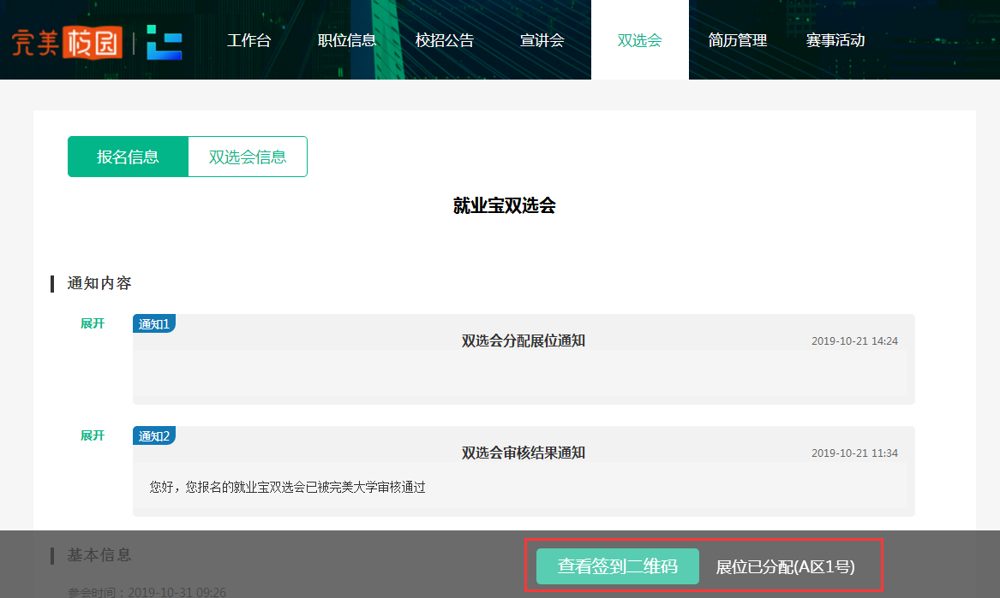 完美校园 工作台 职位信息 校招公告 宣讲会 双选会 简历管理 赛事活动
报名信息 双选会信息
就业宝双选会
通知内容
展开 通知1
双选会分配展位通知 2019-10-21 14:24
展开 通知2
双选会审核结果通知 2019-10-21 11:34
您好，您报名的就业宝双选会已被完美大学审核通过
基本信息
查看签到二维码 展位已分配(A区1号)
参会时间：2019-10-31 09:26